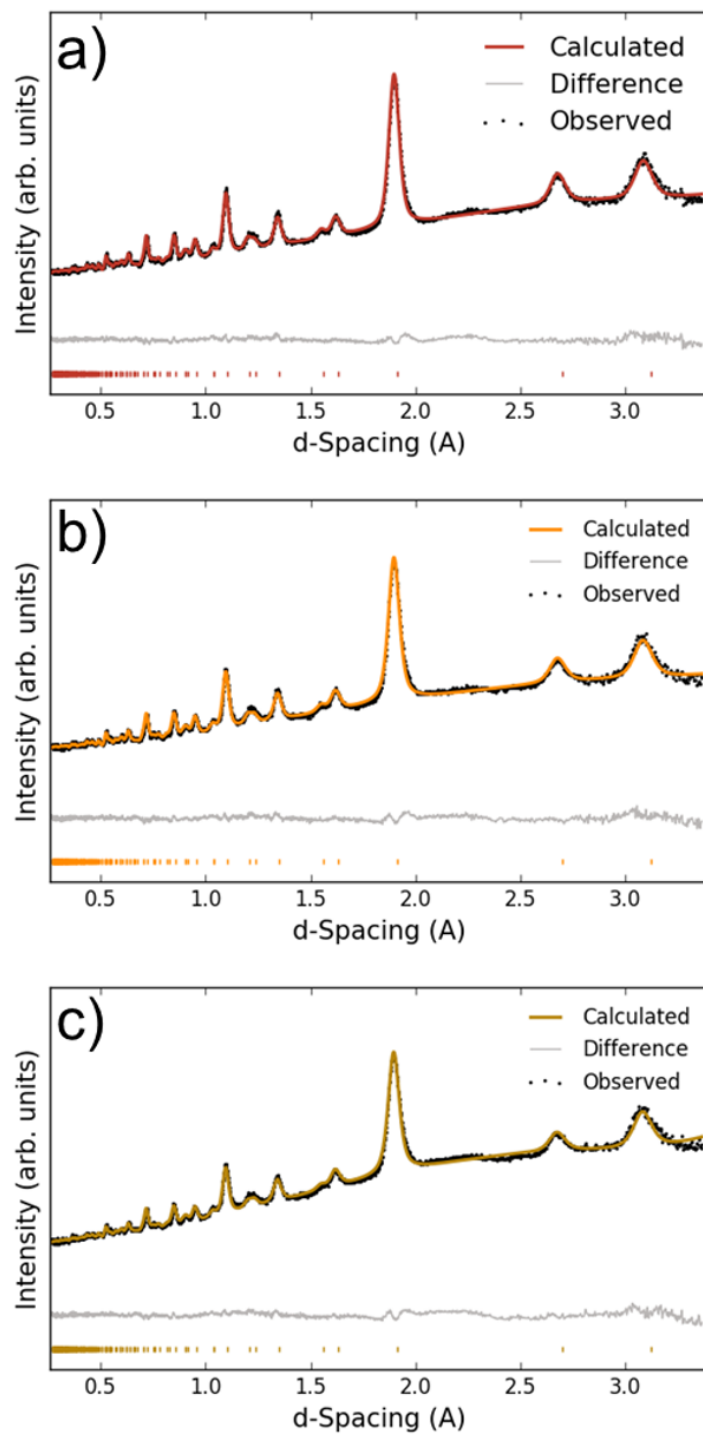 a)
Calculated
Difference
Observed
Intensity (arb. units)
0.5 1.0 1.5 2.0 2.5 3.0
d-Spacing (A)
b)
Calculated
Difference
Observed
Intensity (arb. units)
0.5 1.0 1.5 2.0 2.5 3.0
d-Spacing (A)
c)
Calculated
Difference
Observed
Intensity (arb. units)
0.5 1.0 1.5 2.0 2.5 3.0
d-Spacing (A)